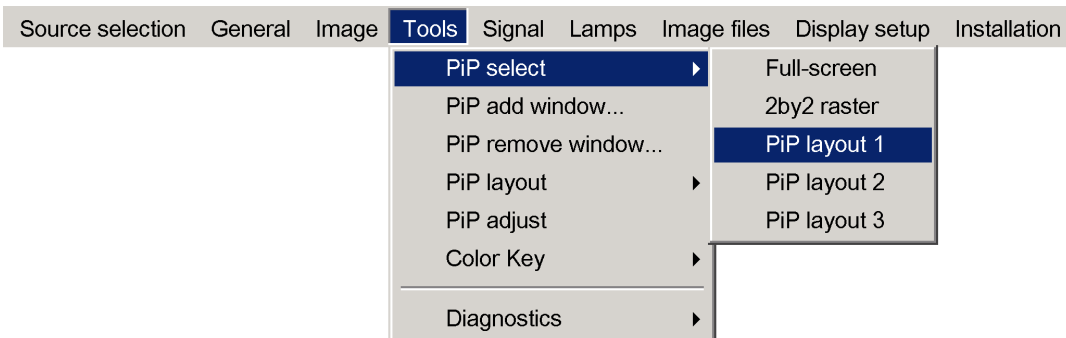 Source selection General Image Tools Signal Lamps Image files Display setup Installation
PiP select Full-screen
PiP add window... 2by2 raster
PiP remove window... PiP layout 1
PiP layout PiP layout 2
PiP adjust PiP layout 3
Color Key
Diagnostics